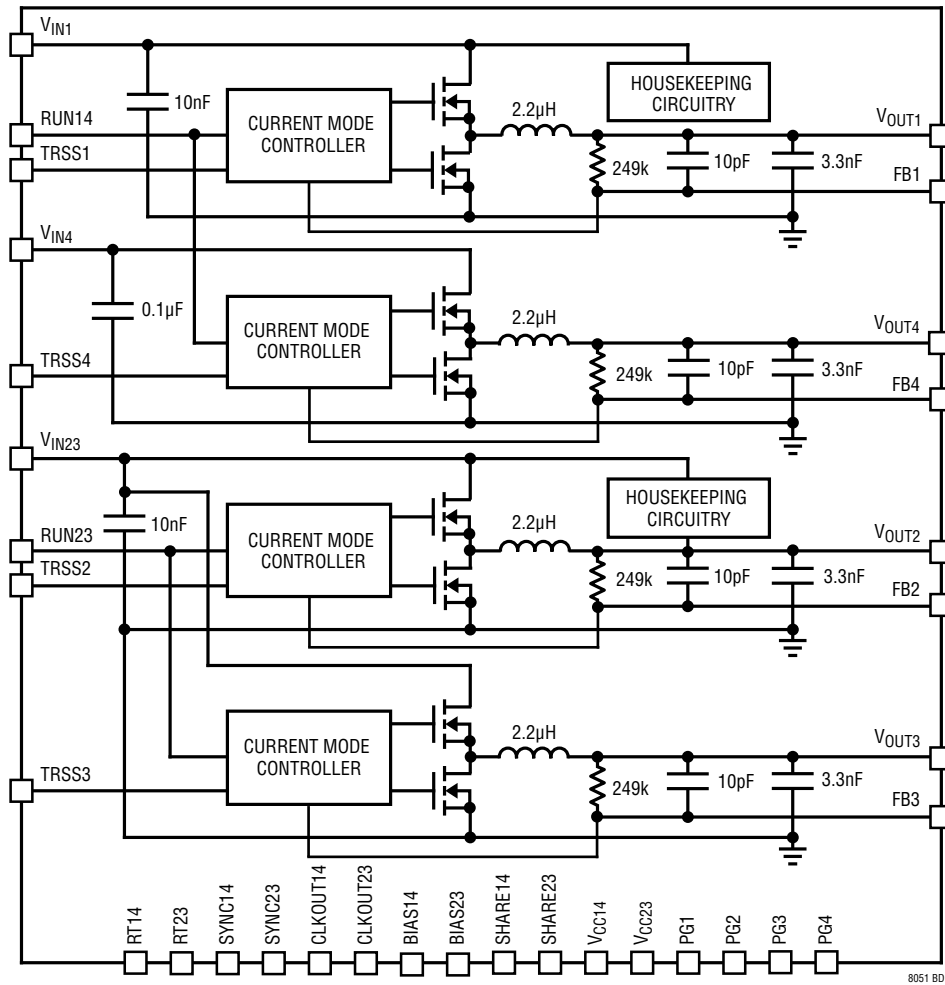 VIN1
10nF
RUN14
TRSS1
CURRENT MODE
CONTROLLER
2.2µH
HOUSEKEEPING
CIRCUITRY
249k
10pF
3.3nF
VOUT1
FB1
VIN4
0.1µF
TRSS4
CURRENT MODE
CONTROLLER
2.2µH
249k
10pF
3.3nF
VOUT4
FB4
VIN23
10nF
RUN23
TRSS2
CURRENT MODE
CONTROLLER
2.2µH
HOUSEKEEPING
CIRCUITRY
249k
10pF
3.3nF
VOUT2
FB2
TRSS3
CURRENT MODE
CONTROLLER
2.2µH
249k
10pF
3.3nF
VOUT3
FB3
RT14
RT23
SYNC14
SYNC23
CLKOUT14
CLKOUT23
BIAS14
BIAS23
SHARE14
SHARE23
VCC14
VCC23
PG1
PG2
PG3
PG4
8051 BD